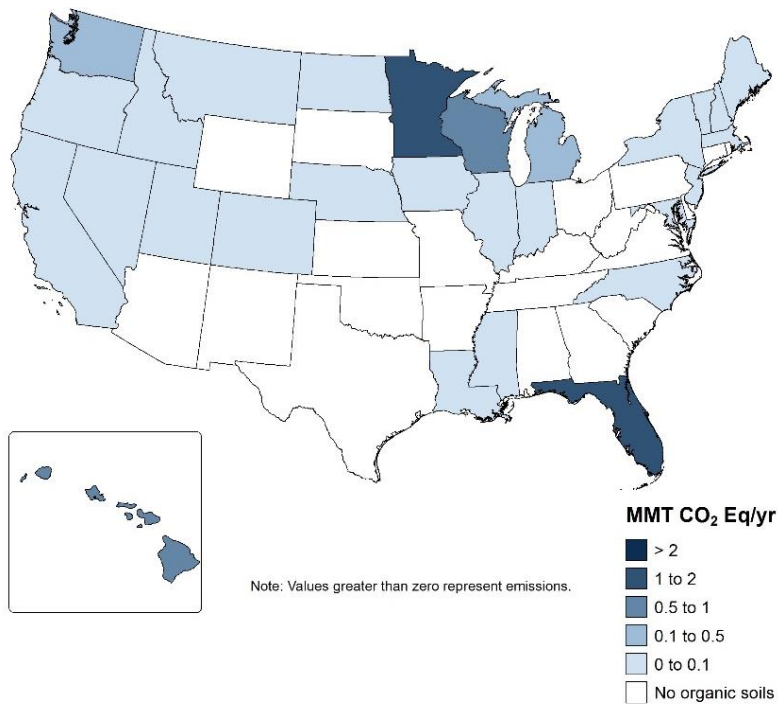 Note: Values greater than zero represent emissions.
MMT CO₂ Eq/yr
> 2
1 to 2
0.5 to 1
0.1 to 0.5
0 to 0.1
No organic soils